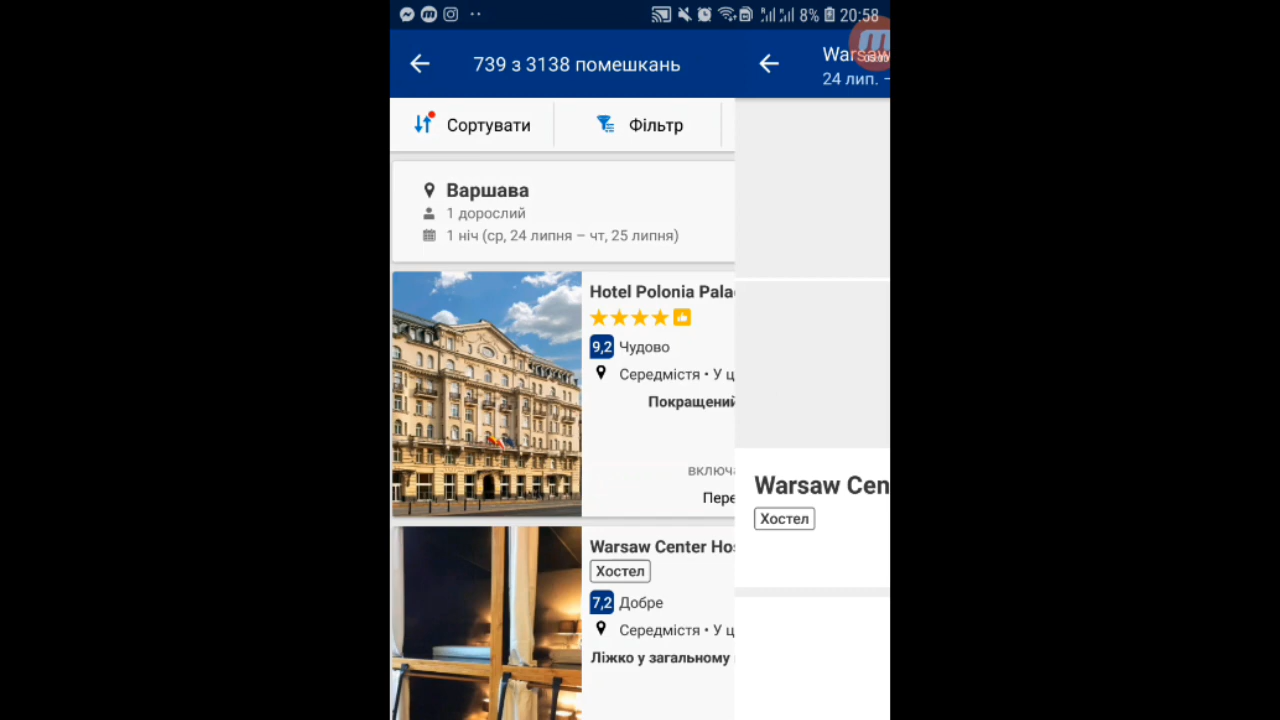 8% 20:58
739 з 3138 помешкань
Warsaw
24 лип. –
Сортувати
Фільтр
Варшава
1 дорослий
1 ніч (ср, 24 липня – чт, 25 липня)
Hotel Polonia Pala
9,2 Чудово
Середмістя • У ц
Покращений
включ
Пере
Warsaw Cen
Хостел
Warsaw Center Ho
Хостел
7,2 Добре
Середмістя • У ц
Ліжко у загальному